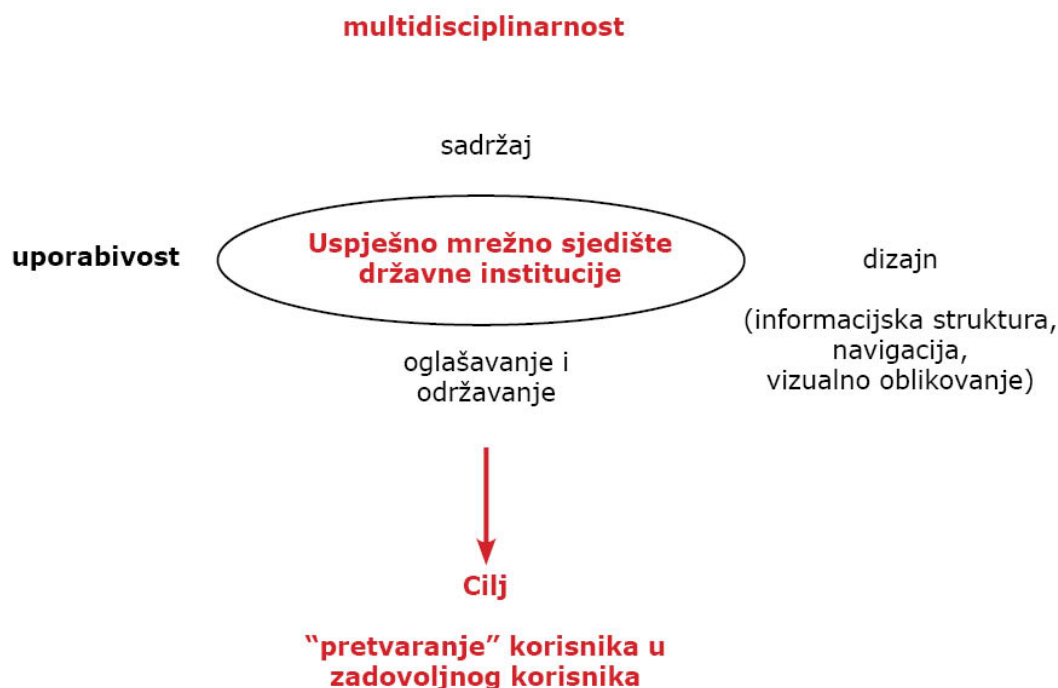 multidisciplinarnost
sadržaj
uporabivost
Uspješno mrežno sjedište
državne institucije
dizajn
(informacijska struktura,
navigacija,
vizualno oblikovanje)
oglašavanje i
održavanje
Cilj
“pretvaranje” korisnika u
zadovoljnog korisnika